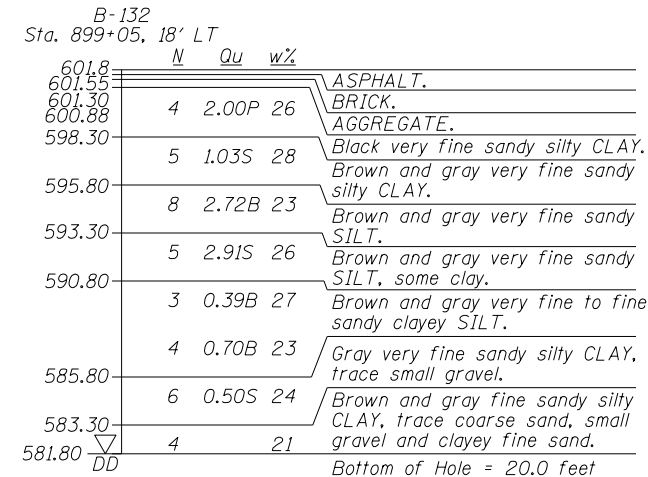 B-132
Sta. 899+05, 18' LT
N Qu w%
601.8
601.55
601.30
600.88
598.30
595.80
593.30
590.80
585.80
583.30
581.80
DD
4 2.00P 26
5 1.03S 28
8 2.72B 23
5 2.91S 26
3 0.39B 27
4 0.70B 23
6 0.50S 24
4 21
ASPHALT.
BRICK.
AGGREGATE.
Black very fine sandy silty CLAY.
Brown and gray very fine sandy
silty CLAY.
Brown and gray very fine sandy
SILT.
Brown and gray very fine sandy
SILT, some clay.
Brown and gray very fine to fine
sandy clayey SILT.
Gray very fine sandy silty CLAY,
trace small gravel.
Brown and gray fine sandy silty
CLAY, trace coarse sand, small
gravel and clayey fine sand.
Bottom of Hole = 20.0 feet